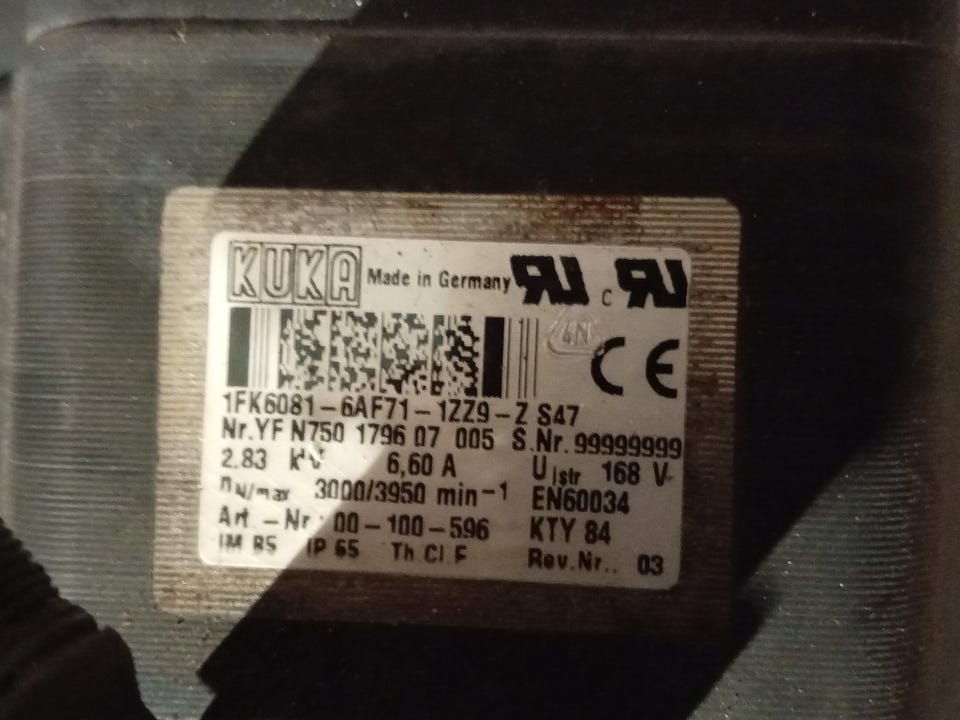 KUKA Made in Germany
C
CE
1FK6081-6AF71-1ZZ9-Z S47
Nr.YF N750 1796 07 005 S.Nr. 99999999
2.83 kW 6,60 A U|str 168 V
nN/max 3000/3950 min-1 EN60034
Art.-Nr: 00-100-596 KTY 84
IM B5 IP 65 Th.Cl.F Rev.Nr.. 03